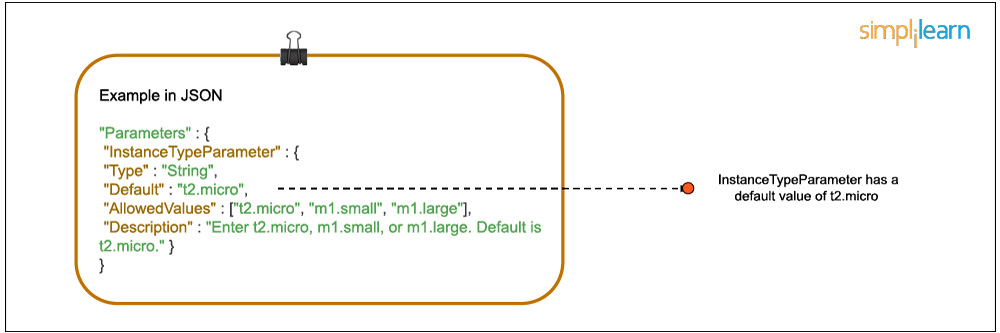 simplilearn
Example in JSON
"Parameters" : {
"InstanceTypeParameter" : {
"Type" : "String",
"Default" : "t2.micro",
"AllowedValues" : ["t2.micro", "m1.small", "m1.large"],
"Description" : "Enter t2.micro, m1.small, or m1.large. Default is
t2.micro." }
}
InstanceTypeParameter has a
default value of t2.micro